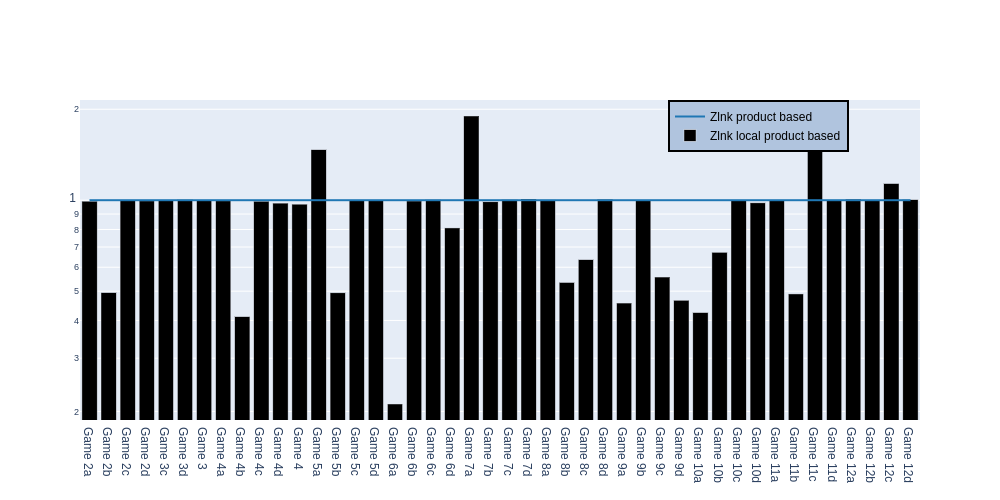 2
Zlnk product based
Zlnk local product based
1
9
8
7
6
5
4
3
2
Game 2a
Game 2b
Game 2c
Game 2d
Game 3c
Game 3d
Game 3
Game 4a
Game 4b
Game 4c
Game 4d
Game 4
Game 5a
Game 5b
Game 5c
Game 5d
Game 6a
Game 6b
Game 6c
Game 6d
Game 7a
Game 7b
Game 7c
Game 7d
Game 8a
Game 8b
Game 8c
Game 8d
Game 9a
Game 9b
Game 9c
Game 9d
Game 10a
Game 10b
Game 10c
Game 10d
Game 11a
Game 11b
Game 11c
Game 11d
Game 12a
Game 12b
Game 12c
Game 12d